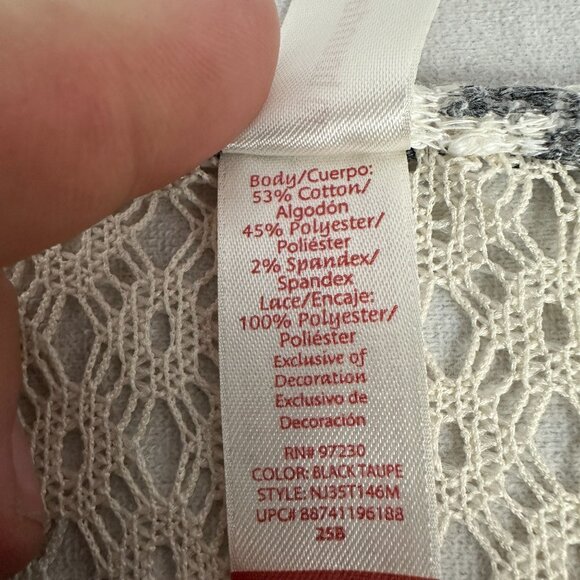 Body/Cuerpo:
53% Cotton/
Algodón
45% Polyester/
Poliéster
2% Spandex/
Spandex
Lace/Encaje:
100% Polyester/
Poliéster
Exclusive of
Decoration
Exclusivo de
Decoración
RN# 97230
COLOR: BLACK TAUPE
STYLE: NJ35T146M
UPC# 88741196188
25B